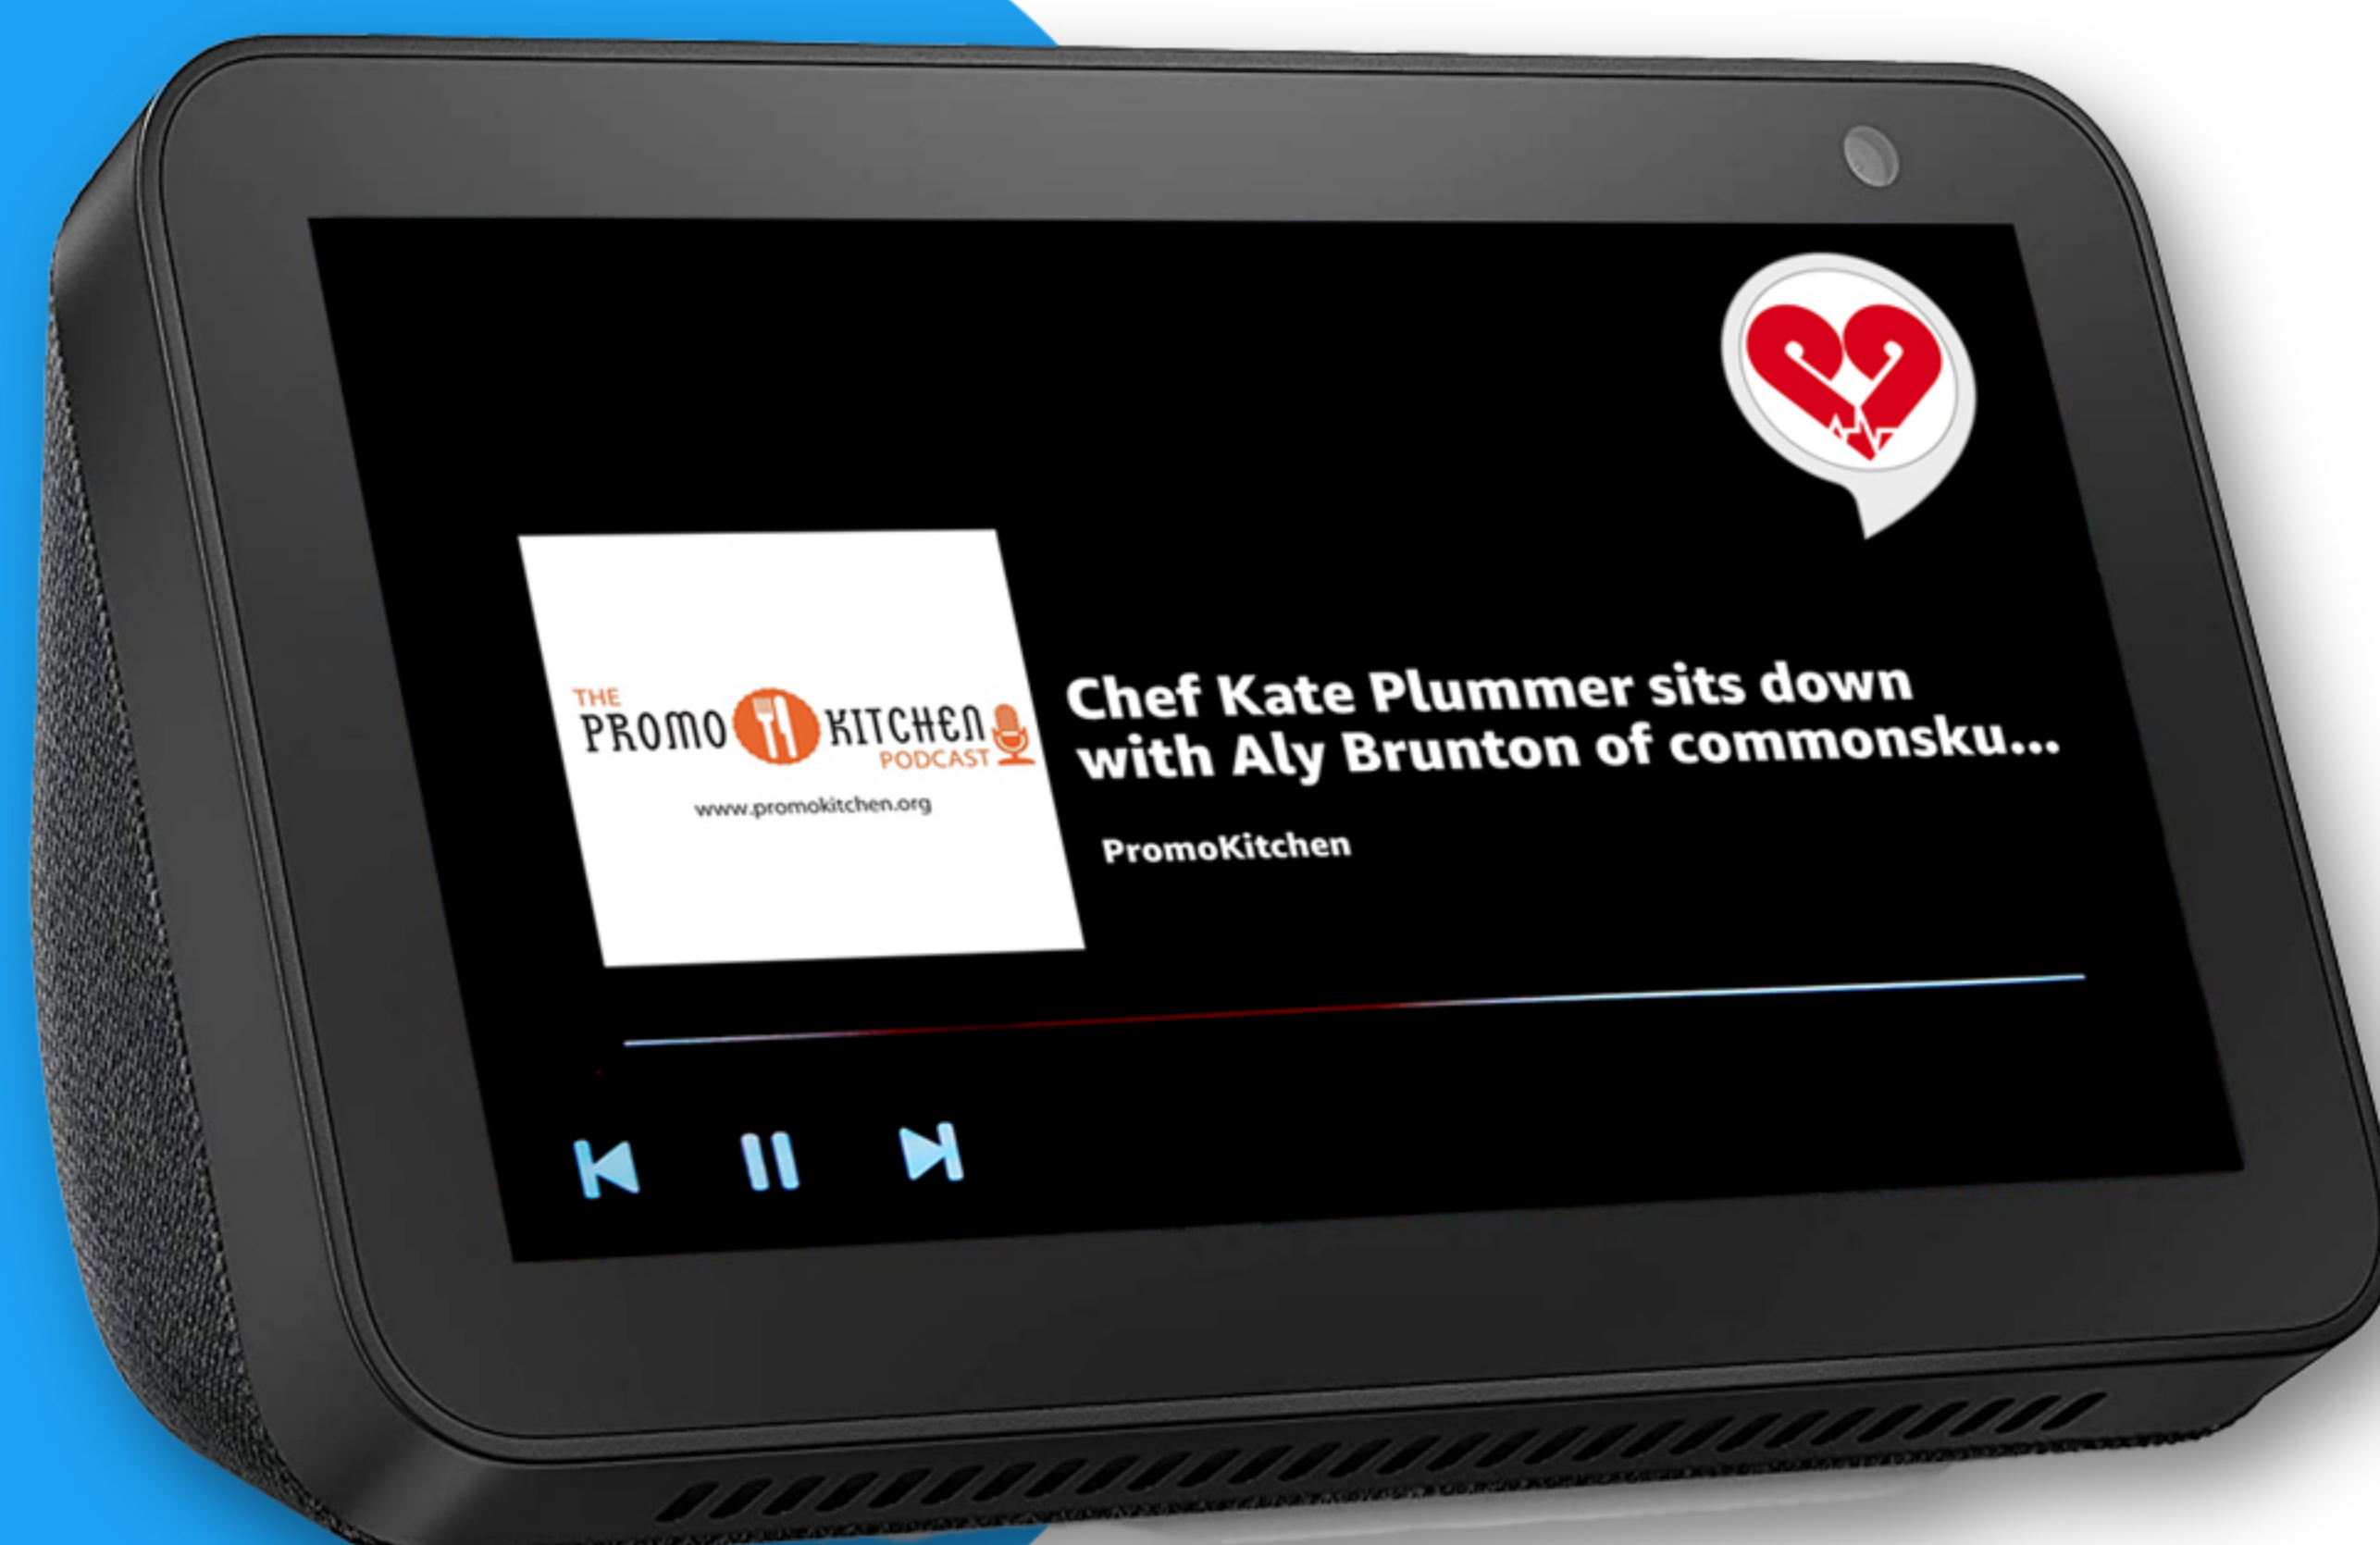 THE
PROMO KITCHEN
PODCAST
www.promokitchen.org
Chef Kate Plummer sits down
with Aly Brunton of commonsku...
PromoKitchen